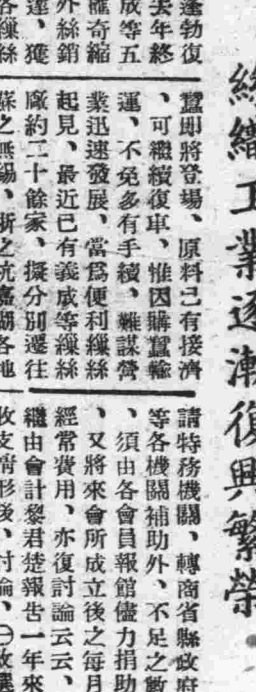 絲織工業逐漸復興繁榮
蓬勃復
去年終
成等五
匯奇縮
外絲銷
達、獲
各繅絲
蠶即將登場、原料已有接濟
、可繼續復車、惟因購蠶輸
運、不免多有手續、難謀營
業迅速發展、當爲便利繅絲
起見、最近已有義成等繅絲
廠約二十餘家、擬分別遷往
蘇之無錫、浙之杭嘉湖各地
請特務機關、轉商省縣政府
等各機關補助外、不足之數
、須由各會員報館儘力捐助
、又將來會所成立後之每月
經常費用、亦復討論云云、
繼由會計黎君楚報告一年來
收支情形後、討論、㊀改選